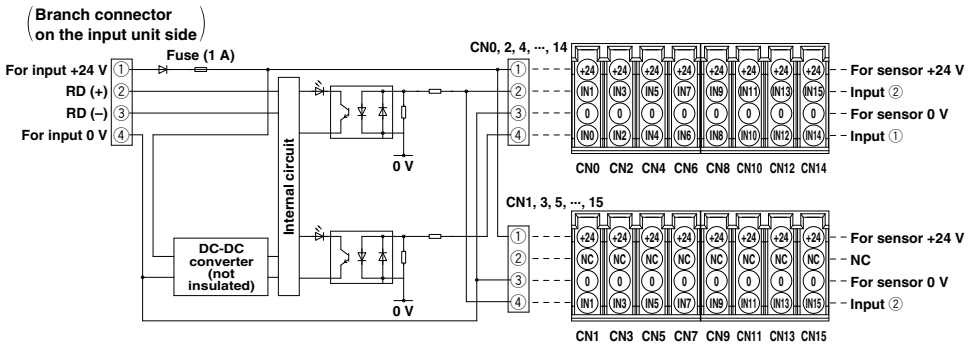 Branch connector
on the input unit side
Fuse (1 A)
For input +24 V ①
RD (+) ②
RD (−) ③
For input 0 V ④
Internal circuit
DC-DC
converter
(not
insulated)
0 V
0 V
CN0, 2, 4, ···, 14
① +24 +24 +24 +24 +24 +24 +24 +24 For sensor +24 V
② IN1 IN3 IN5 IN7 IN9 IN11 IN13 IN15 Input ②
③ 0 0 0 0 0 0 0 0 For sensor 0 V
④ IN0 IN2 IN4 IN6 IN8 IN10 IN12 IN14 Input ①
CN0 CN2 CN4 CN6 CN8 CN10 CN12 CN14
CN1, 3, 5, ···, 15
① +24 +24 +24 +24 +24 +24 +24 +24 For sensor +24 V
② NC NC NC NC NC NC NC NC NC
③ 0 0 0 0 0 0 0 0 For sensor 0 V
④ IN1 IN3 IN5 IN7 IN9 IN11 IN13 IN15 Input ②
CN1 CN3 CN5 CN7 CN9 CN11 CN13 CN15